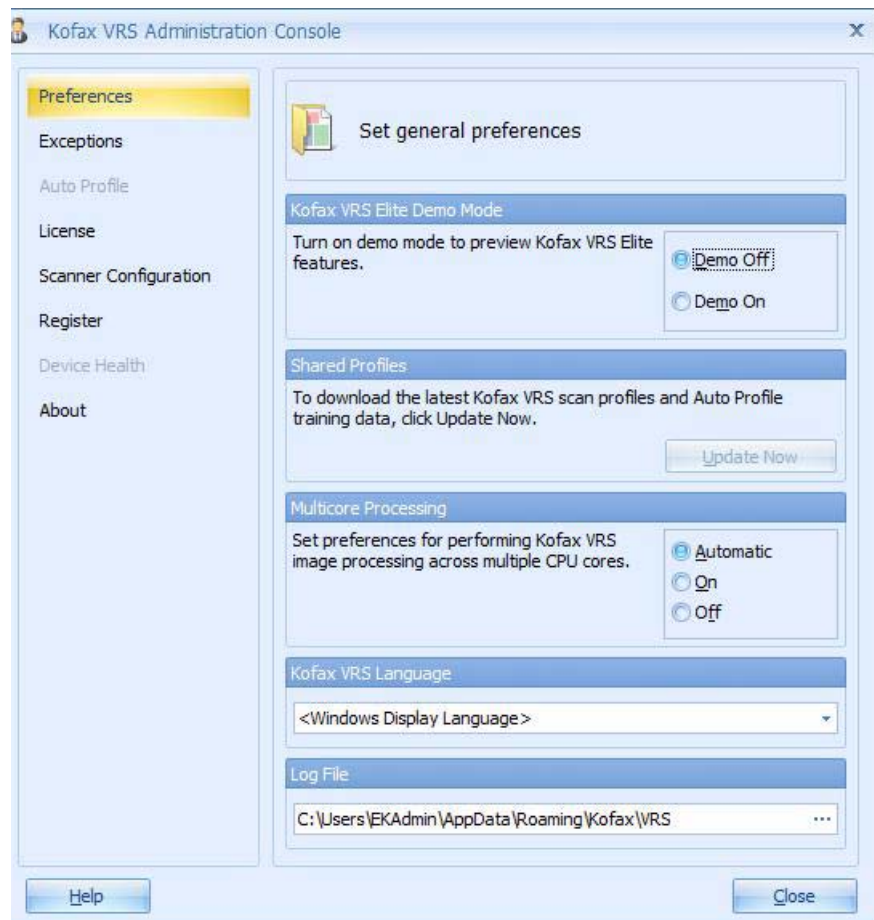 Kofax VRS Administration Console
Preferences
Exceptions
Auto Profile
License
Scanner Configuration
Register
Device Health
About
Set general preferences
Kofax VRS Elite Demo Mode
Turn on demo mode to preview Kofax VRS Elite
features.
Demo Off
Demo On
Shared Profiles
To download the latest Kofax VRS scan profiles and Auto Profile
training data, click Update Now.
Update Now
Multicore Processing
Set preferences for performing Kofax VRS
image processing across multiple CPU cores.
Automatic
On
Off
Kofax VRS Language
<Windows Display Language>
Log File
C:\Users\EKAdmin\AppData\Roaming\Kofax\VRS
...
Help
Close